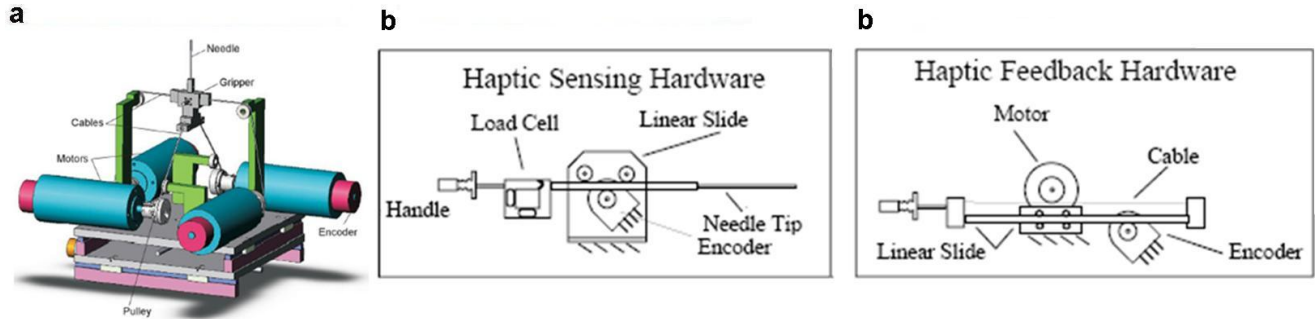 a
Needle
Gripper
Cables
Motors
Encoder
Pulley
b
Haptic Sensing Hardware
Load Cell
Linear Slide
Handle
Needle Tip
Encoder
b
Haptic Feedback Hardware
Motor
Cable
Linear Slide
Encoder